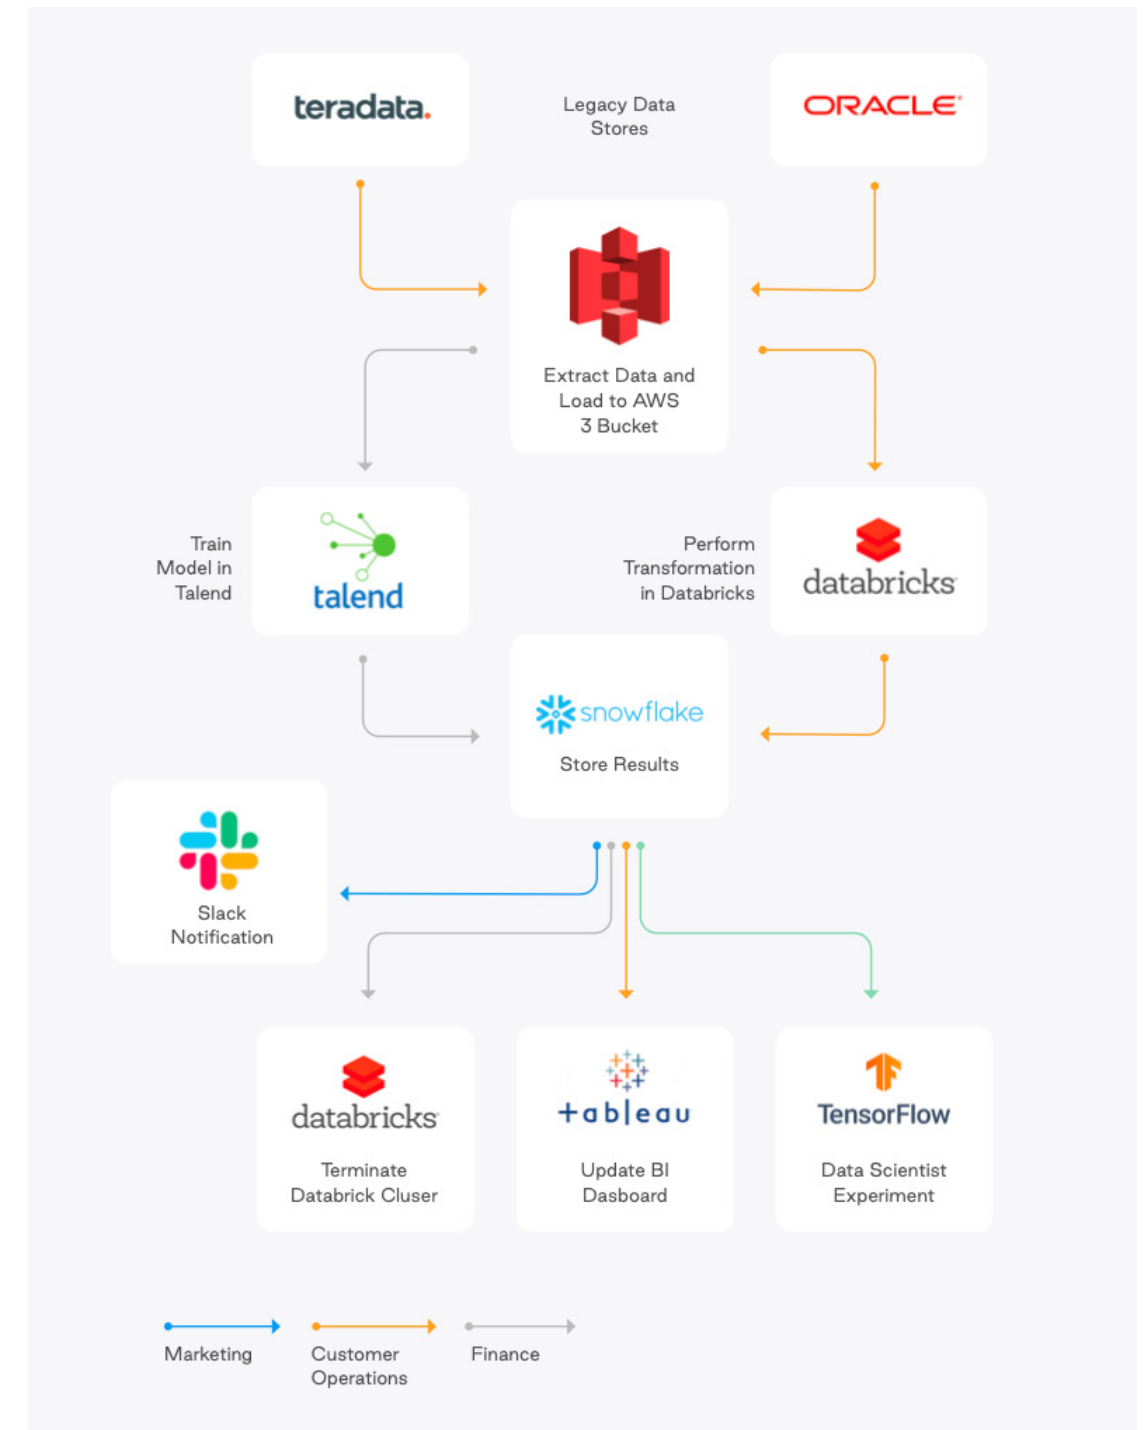 teradata.
Legacy Data
Stores
ORACLE
Extract Data and
Load to AWS
3 Bucket
Train
Model in
Talend
talend
Perform
Transformation
in Databricks
databricks
snowflake
Store Results
Slack
Notification
databricks
Terminate
Databrick Cluser
+ableau
Update BI
Dasboard
TensorFlow
Data Scientist
Experiment
Marketing
Customer
Operations
Finance